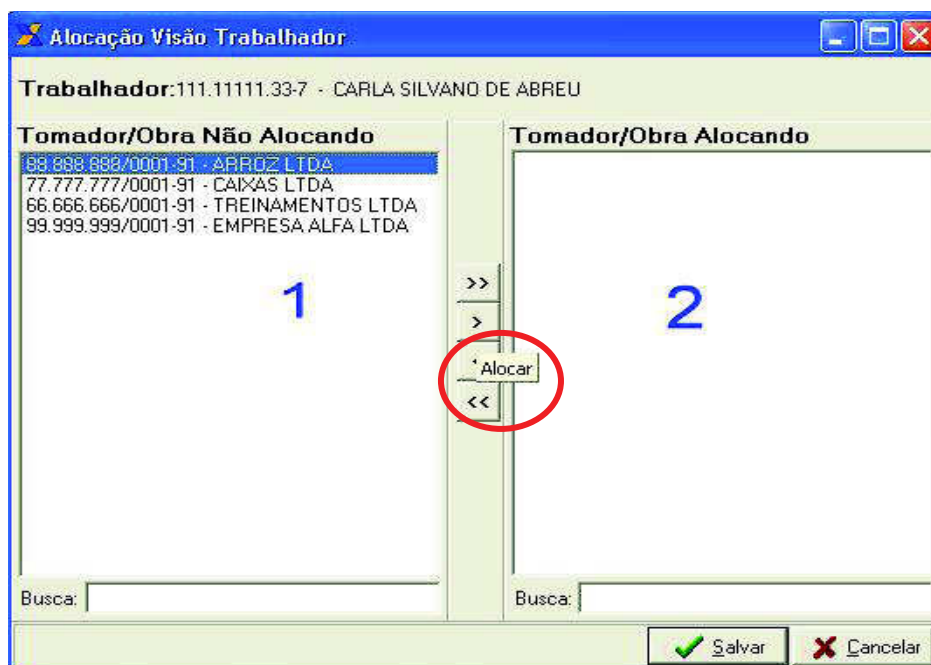 Alocação Visão Trabalhador
Trabalhador:111.11111.33-7 - CARLA SILVANO DE ABREU
Tomador/Obra Não Alocando
Tomador/Obra Alocando
88.888.888/0001-91 - ARROZ LTDA
77.777.777/0001-91 - CAIXAS LTDA
66.666.666/0001-91 - TREINAMENTOS LTDA
99.999.999/0001-91 - EMPRESA ALFA LTDA
1
2
>>
>
Alocar
<<
Busca:
Busca:
Salvar
Cancelar